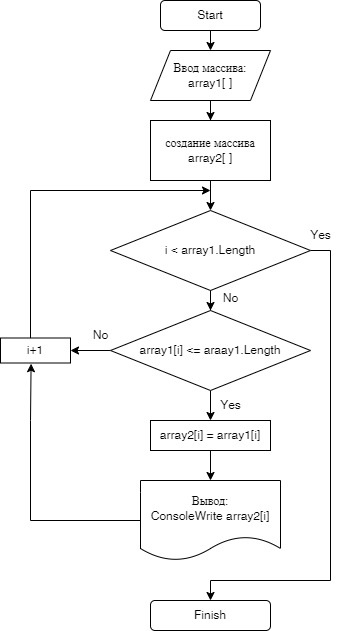 Start
Ввод массива:
array1[ ]
создание массива
array2[ ]
i < array1.Length
Yes
No
array1[i] <= araay1.Length
No
i+1
Yes
array2[i] = array1[i]
Вывод:
ConsoleWrite array2[i]
Finish